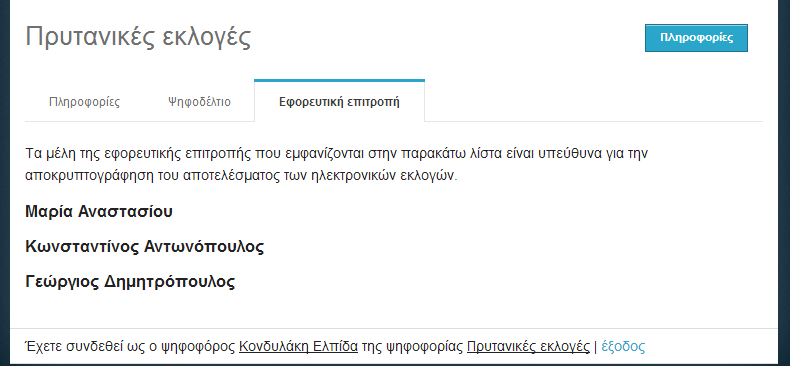 Πρυτανικές εκλογές
Πληροφορίες
Πληροφορίες Ψηφοδέλτιο Εφορευτική επιτροπή
Τα μέλη της εφορευτικής επιτροπής που εμφανίζονται στην παρακάτω λίστα είναι υπεύθυνα για την
αποκρυπτογράφηση του αποτελέσματος των ηλεκτρονικών εκλογών.
Μαρία Αναστασίου
Κωνσταντίνος Αντωνόπουλος
Γεώργιος Δημητρόπουλος
Έχετε συνδεθεί ως ο ψηφοφόρος Κονδυλάκη Ελπίδα της ψηφοφορίας Πρυτανικές εκλογές | έξοδος